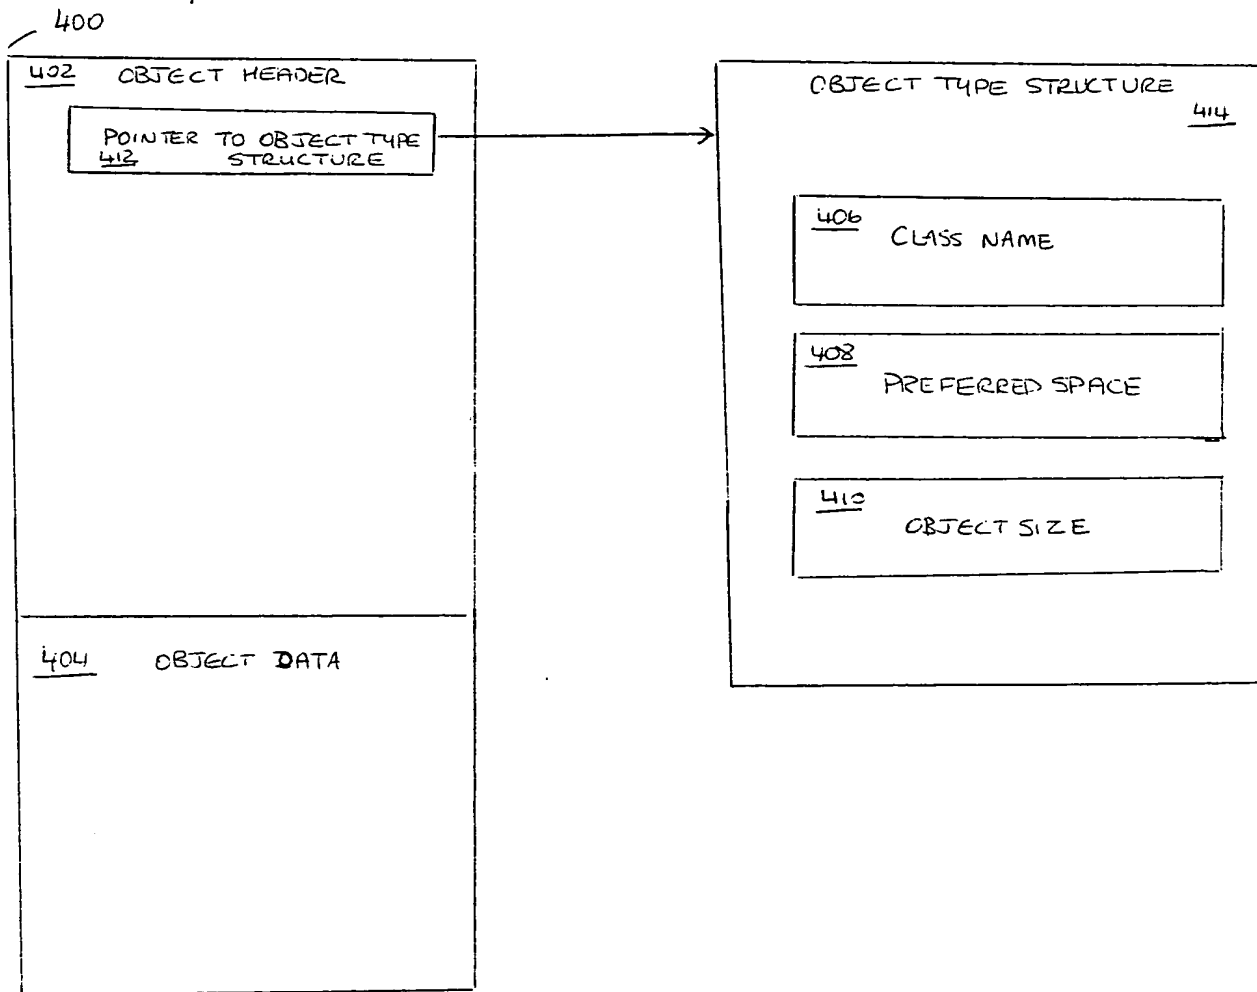 400
402 OBJECT HEADER
POINTER TO OBJECT TYPE
412 STRUCTURE
404 OBJECT DATA
OBJECT TYPE STRUCTURE
414
406
CLASS NAME
408
PREFERRED SPACE
410
OBJECT SIZE